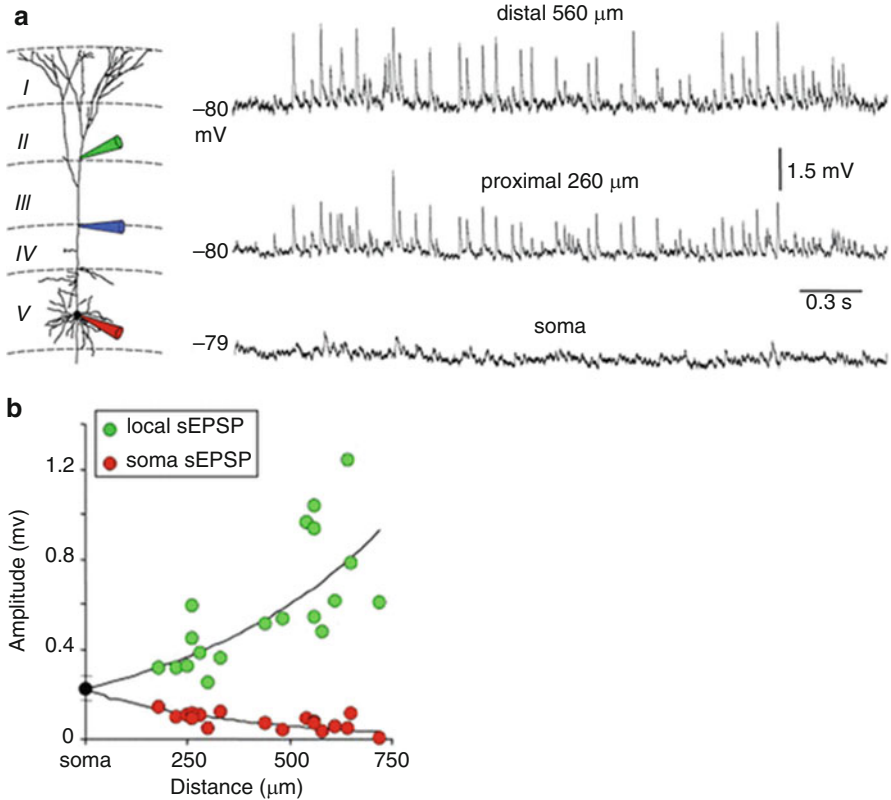 a
distal 560 μm
I
II
III
IV
V
–80
mV
1.5 mV
proximal 260 μm
–80
0.3 s
soma
–79
b
local sEPSP
soma sEPSP
1.2
0.8
0.4
0
Amplitude (mv)
soma 250 500 750
Distance (μm)